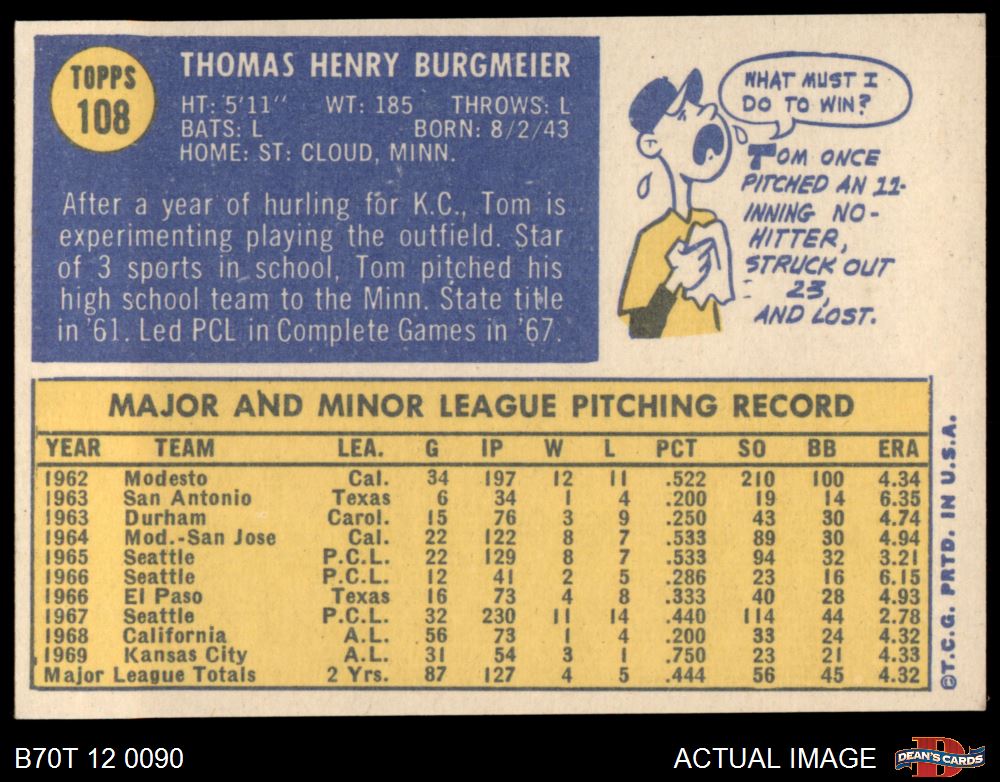 TOPPS
108
THOMAS HENRY BURGMEIER
HT: 5'11" WT: 185 THROWS: L
BATS: L BORN: 8/2/43
HOME: ST: CLOUD, MINN.
After a year of hurling for K.C., Tom is
experimenting playing the outfield. Star
of 3 sports in school, Tom pitched his
high school team to the Minn. State title
in '61. Led PCL in Complete Games in '67.
WHAT MUST I
DO TO WIN?
TOM ONCE
PITCHED AN 11-
INNING NO-
HITTER,
STRUCK OUT
23,
AND LOST.
MAJOR AND MINOR LEAGUE PITCHING RECORD
YEAR TEAM LEA. G IP W L PCT SO BB ERA
1962 Modesto Cal. 34 197 12 11 .522 210 100 4.34
1963 San Antonio Texas 6 34 1 4 .200 19 14 6.35
1963 Durham Carol. 15 76 3 9 .250 43 30 4.74
1964 Mod.-San Jose Cal. 22 122 8 7 .533 89 30 4.94
1965 Seattle P.C.L. 22 129 8 7 .533 94 32 3.21
1966 Seattle P.C.L. 12 41 2 5 .286 23 16 6.15
1966 El Paso Texas 16 73 4 8 .333 40 28 4.93
1967 Seattle P.C.L. 32 230 11 14 .440 114 44 2.78
1968 California A.L. 56 73 1 4 .200 33 24 4.32
1969 Kansas City A.L. 31 54 3 1 .750 23 21 4.33
Major League Totals 2 Yrs. 87 127 4 5 .444 56 45 4.32
©T.C.G. PRTD. IN U.S.A.
B70T 12 0090
ACTUAL IMAGE
D
DEAN'S CARDS